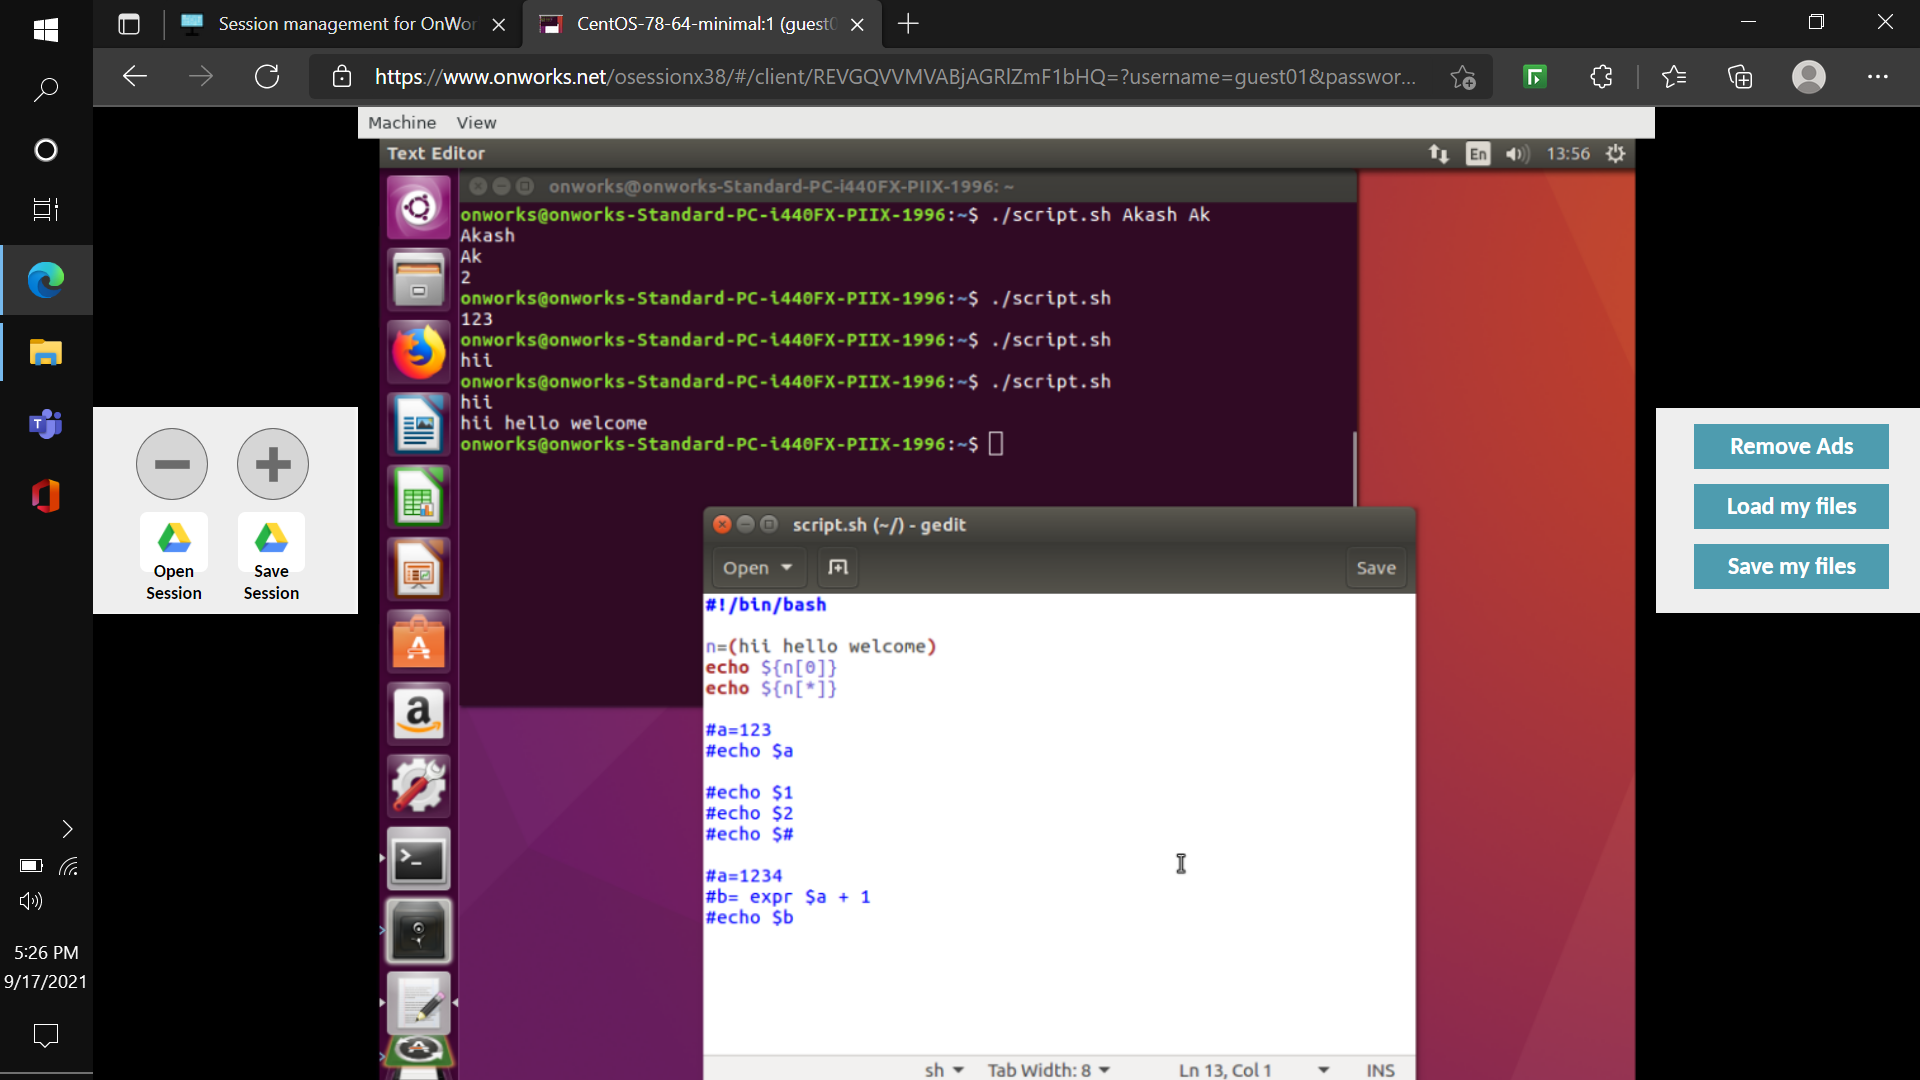 Session management for OnWor
CentOS-78-64-minimal:1 (guest0
https://www.onworks.net/osessionx38/#/client/REVGQVVMVABjAGRlZmF1bHQ=?username=guest01&passwor...
Machine View
Text Editor
En
13:56
onworks@onworks-Standard-PC-i440FX-PIIX-1996: ~
onworks@onworks-Standard-PC-i440FX-PIIX-1996:~$ ./script.sh Akash Ak
Akash
Ak
2
onworks@onworks-Standard-PC-i440FX-PIIX-1996:~$ ./script.sh
123
onworks@onworks-Standard-PC-i440FX-PIIX-1996:~$ ./script.sh
hii
onworks@onworks-Standard-PC-i440FX-PIIX-1996:~$ ./script.sh
hii
hii hello welcome
onworks@onworks-Standard-PC-i440FX-PIIX-1996:~$
Open Session
Save Session
Remove Ads
Load my files
Save my files
script.sh (~/) - gedit
Open
Save
#!/bin/bash
n=(hii hello welcome)
echo ${n[0]}
echo ${n[*]}
#a=123
#echo $a
#echo $1
#echo $2
#echo $#
#a=1234
#b= expr $a + 1
#echo $b
sh
Tab Width: 8
Ln 13, Col 1
INS
5:26 PM
9/17/2021